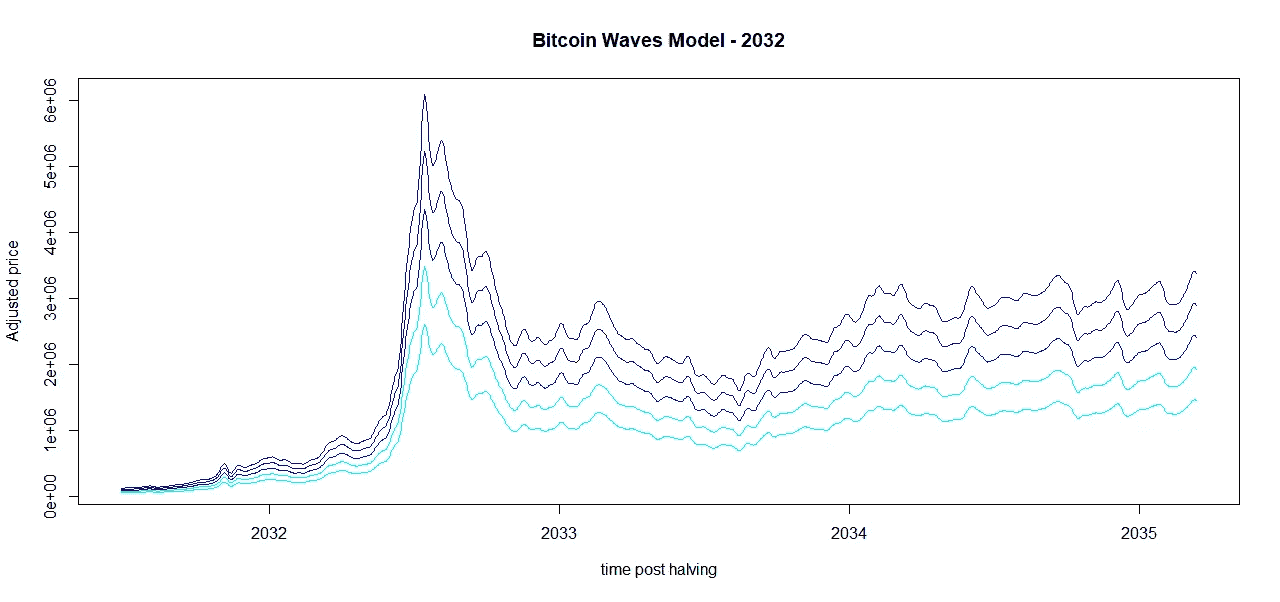 Bitcoin Waves Model - 2032
Adjusted price
6e+06
5e+06
4e+06
3e+06
2e+06
1e+06
0e+00
2032
2033
2034
2035
time post halving